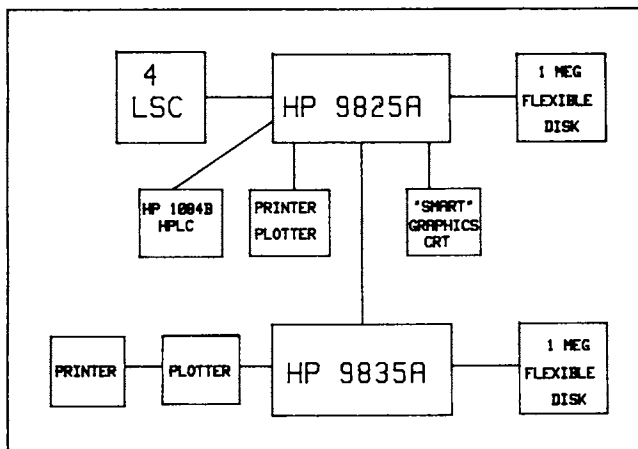 4
LSC
HP 9825A
1 MEG
FLEXIBLE
DISK
HP 1084B
HPLC
PRINTER
PLOTTER
"SMART"
GRAPHICS
CRT
PRINTER
PLOTTER
HP 9835A
1 MEG
FLEXIBLE
DISK